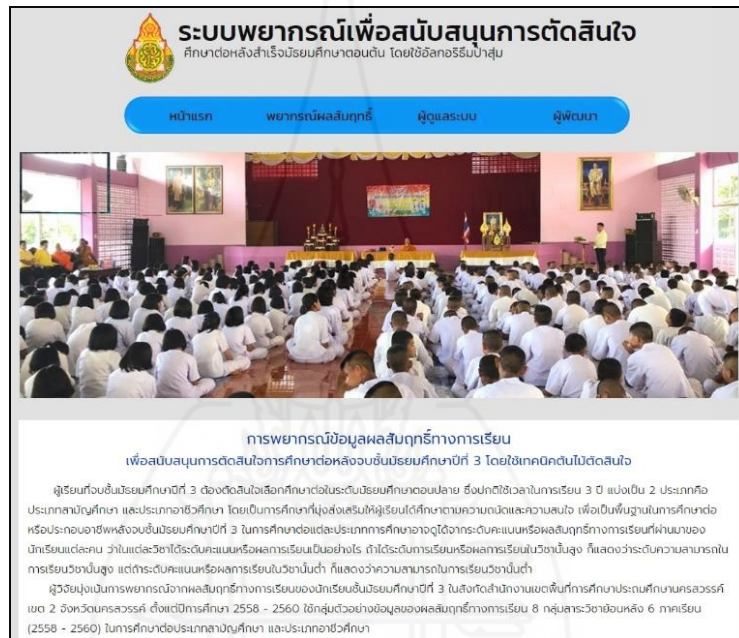 ระบบพยากรณ์เพื่อสนับสนุนการตัดสินใจ
ศึกษาต่อหลังสำเร็จมัธยมศึกษาตอนต้น โดยใช้อัลกอริธึมป่าสุ่ม
หน้าแรก พยากรณ์ผลสัมฤทธิ์ ผู้ดูแลระบบ ผู้พัฒนา
การพยากรณ์ข้อมูลผลสัมฤทธิ์ทางการเรียน
เพื่อสนับสนุนการตัดสินใจการศึกษาต่อหลังจบชั้นมัธยมศึกษาปีที่ 3 โดยใช้เทคนิคต้นไม้ตัดสินใจ
ผู้เรียนที่จบชั้นมัธยมศึกษาปีที่ 3 ต้องตัดสินใจเลือกศึกษาต่อในระดับมัธยมศึกษาตอนปลาย ซึ่งปกติใช้เวลาในการเรียน 3 ปี แบ่งเป็น 2 ประเภทคือ
ประเภทสามัญศึกษา และประเภทอาชีวศึกษา โดยเป็นการศึกษาที่มุ่งส่งเสริมให้ผู้เรียนได้ศึกษาตามความถนัดและความสนใจ เพื่อเป็นพื้นฐานในการศึกษาต่อ
หรือประกอบอาชีพหลังจบชั้นมัธยมศึกษาปีที่ 3 ในการศึกษาต่อแต่ละประเภทการศึกษาอาจดูได้จากระดับคะแนนหรือผลสัมฤทธิ์ทางการเรียนที่ผ่านมาของ
นักเรียนแต่ละคน ว่าในแต่ละวิชาได้ระดับคะแนนหรือผลการเรียนเป็นอย่างไร ถ้าได้ระดับการเรียนหรือผลการเรียนในวิชานั้นสูง ก็แสดงว่าระดับความสามารถใน
การเรียนวิชานั้นสูง แต่ถ้าระดับคะแนนหรือผลการเรียนในวิชานั้นต่ำ ก็แสดงว่าความสามารถในการเรียนวิชานั้นต่ำ
ผู้วิจัยมุ่งเน้นการพยากรณ์จากผลสัมฤทธิ์ทางการเรียนของนักเรียนชั้นมัธยมศึกษาปีที่ 3 ในสังกัดสำนักงานเขตพื้นที่การศึกษาประถมศึกษานครสวรรค์
เขต 2 จังหวัดนครสวรรค์ ตั้งแต่ปีการศึกษา 2558 - 2560 ใช้กลุ่มตัวอย่างข้อมูลของผลสัมฤทธิ์ทางการเรียน 8 กลุ่มสาระวิชาย้อนหลัง 6 ภาคเรียน
(2558 - 2560) ในการศึกษาต่อประเภทสามัญศึกษา และประเภทอาชีวศึกษา